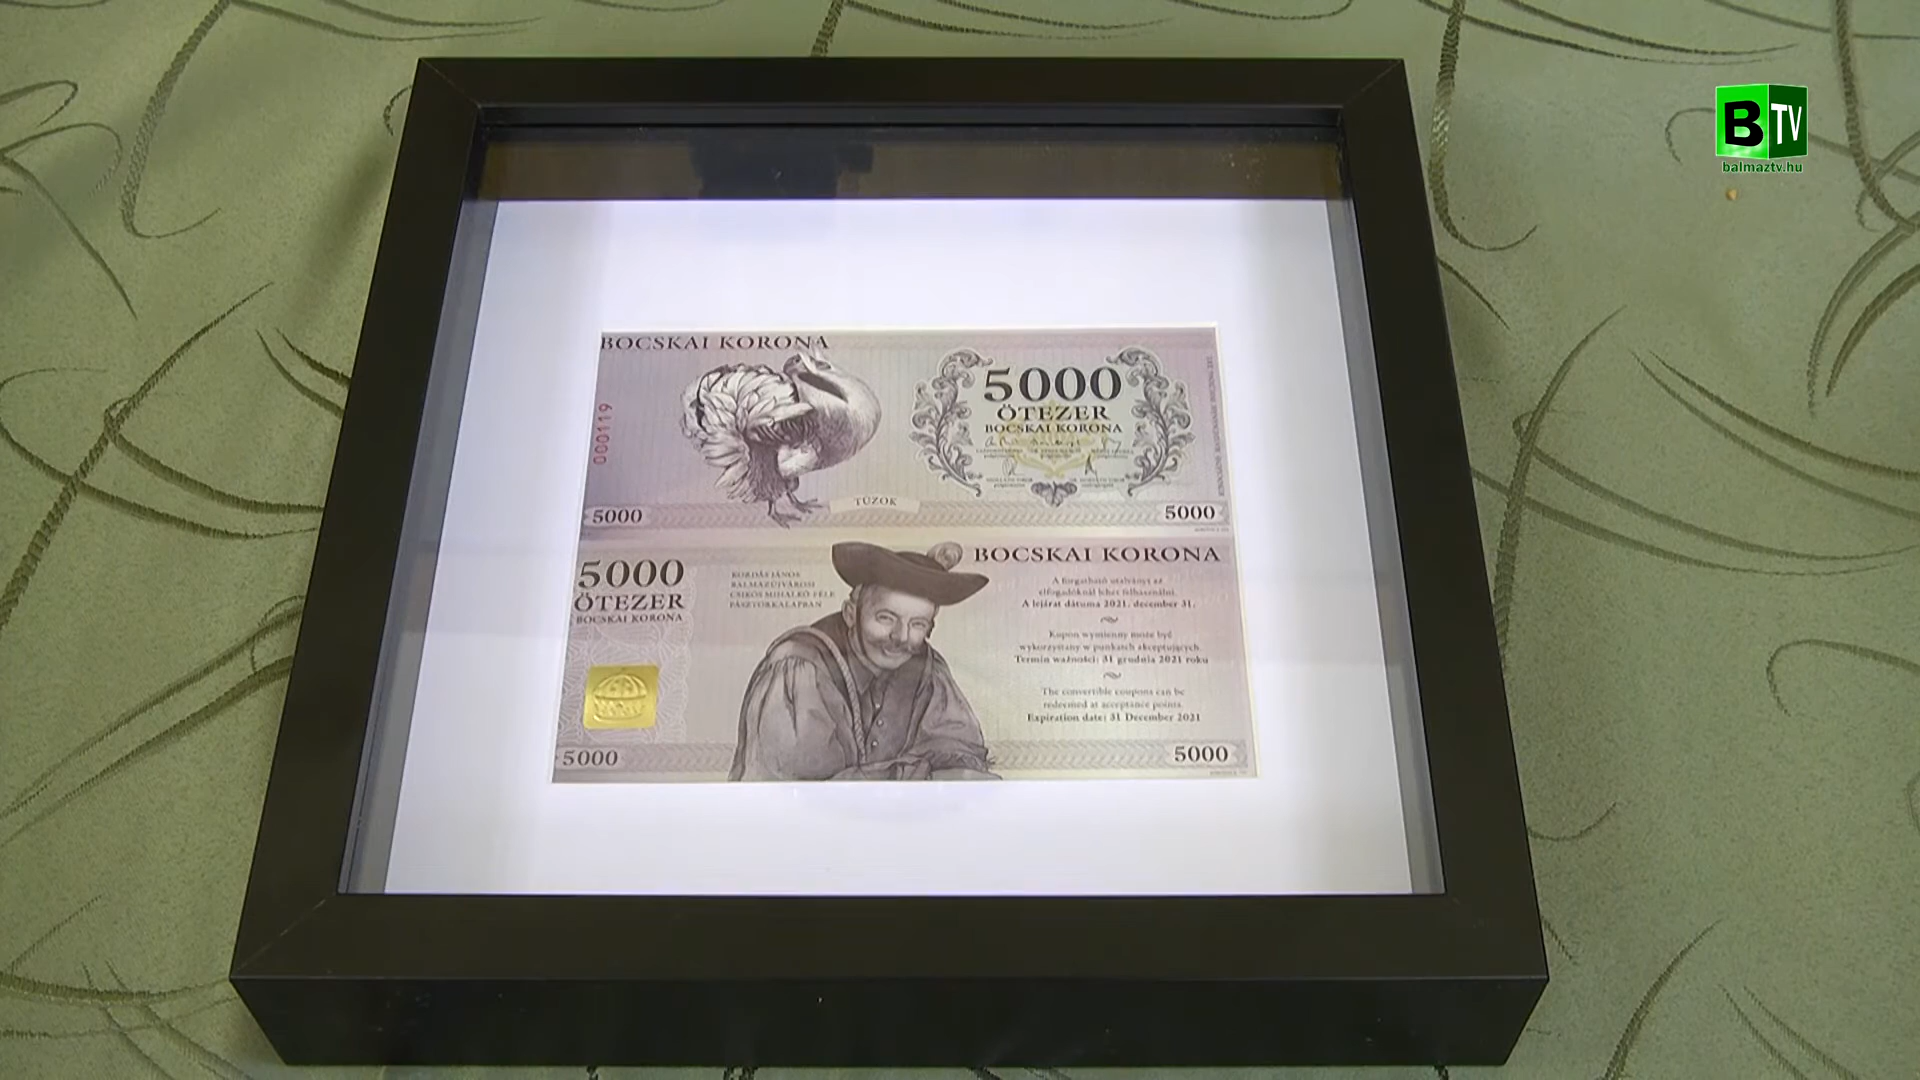 B TV
balmaztv.hu
BOCSKAI KORONA
000119
5000
ÖTEZER
BOCSKAI KORONA
TÚZOK
5000
5000
5000
ÖTEZER
BOCSKAI KORONA
KORDÁS JÁNOS
BALMAZÚJVÁROSI
CSIKÓS MIHALKÓ-FÉLE
PÁSZTORKALAPBAN
BOCSKAI KORONA
A forgatható utalványt az
elfogadóknál lehet felhasználni.
A lejárat dátuma 2021. december 31.
Kupon wymienny może być
wykorzystany w punktach akceptujących.
Termin ważności: 31 grudnia 2021 roku
The convertible coupons can be
redeemed at acceptance points.
Expiration date: 31 December 2021
5000
5000